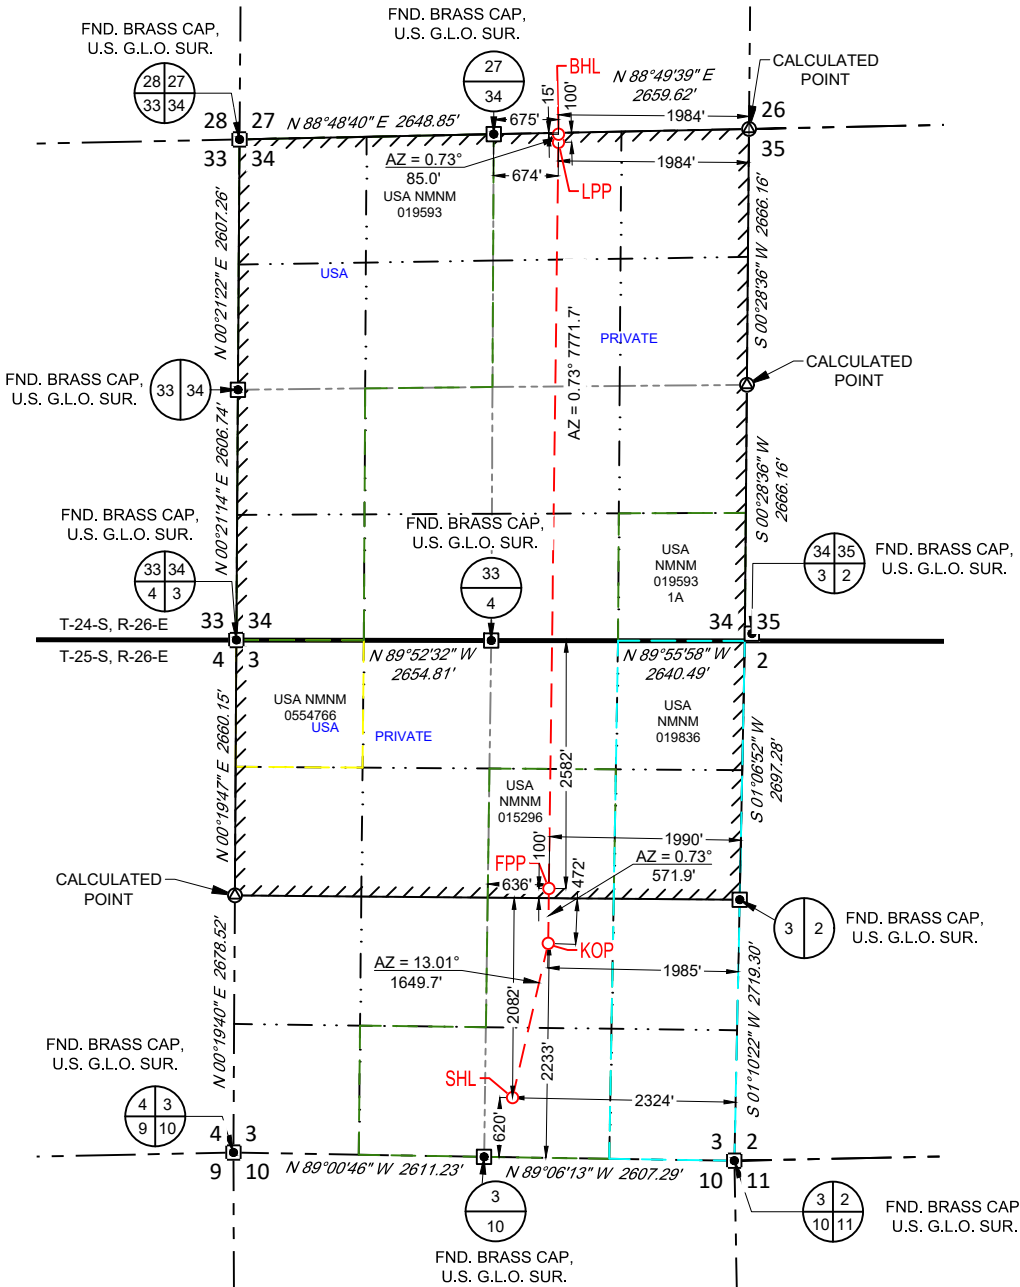 FND. BRASS CAP,
U.S. G.L.O. SUR.
FND. BRASS CAP,
U.S. G.L.O. SUR.
28 27
33 34
27
34
BHL
N 88°49'39" E
2659.62'
CALCULATED
POINT
28 27
33 34
N 88°48'40" E 2648.85'
675'
15'
100'
1984'
26
35
AZ = 0.73°
85.0'
USA NMNM
019593
674'
1984'
LPP
N 00°21'22" E 2607.26'
S 00°28'36" W 2666.16'
USA
AZ = 0.73° 7771.7'
PRIVATE
FND. BRASS CAP,
U.S. G.L.O. SUR.
33 34
CALCULATED
POINT
N 00°21'14" E 2606.74'
S 00°28'36" W
2666.16'
FND. BRASS CAP,
U.S. G.L.O. SUR.
33 34
4 3
FND. BRASS CAP,
U.S. G.L.O. SUR.
33
4
USA
NMNM
019593
1A
34 35
3 2
FND. BRASS CAP,
U.S. G.L.O. SUR.
T-24-S, R-26-E
33 34
34 35
T-25-S, R-26-E
4 3
2
N 89°52'32" W
2654.81'
N 89°55'58" W
2640.49'
USA NMNM
0554766
USA
PRIVATE
USA
NMNM
019836
N 00°19'47" E 2660.15'
S 01°06'52" W
2697.28'
2582'
USA
NMNM
015296
100'
1990'
FPP
472'
AZ = 0.73°
571.9'
636'
CALCULATED
POINT
3 2
FND. BRASS CAP,
U.S. G.L.O. SUR.
N 00°19'40" E 2678.52'
S 01°10'22" W 2719.30'
KOP
AZ = 13.01°
1649.7'
1985'
2082'
2233'
FND. BRASS CAP,
U.S. G.L.O. SUR.
SHL
2324'
620'
4 3
9 10
4 3
9 10
N 89°00'46" W 2611.23'
N 89°06'13" W 2607.29'
3 2
10 11
3
10
3 2
10 11
FND. BRASS CAP
U.S. G.L.O. SUR.
FND. BRASS CAP,
U.S. G.L.O. SUR.